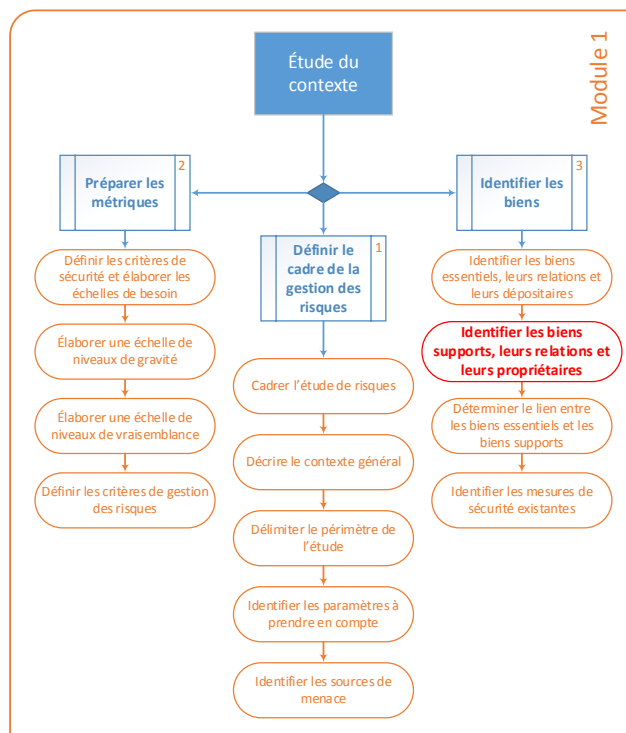 Module 1
Étude du
contexte
2
Préparer les
métriques
Définir les critères de
sécurité et élaborer les
échelles de besoin
Élaborer une échelle de
niveaux de gravité
Élaborer une échelle de
niveaux de vraisemblance
Définir les critères de gestion
des risques
1
Définir le
cadre de la
gestion des
risques
Cadrer l’étude de risques
Décrire le contexte général
Délimiter le périmètre de
l’étude
Identifier les paramètres à
prendre en compte
Identifier les sources de
menace
3
Identifier les
biens
Identifier les biens
essentiels, leurs relations et
leurs dépositaires
Identifier les biens
supports, leurs relations et
leurs propriétaires
Déterminer le lien entre
les biens essentiels et les
biens supports
Identifier les mesures de
sécurité existantes